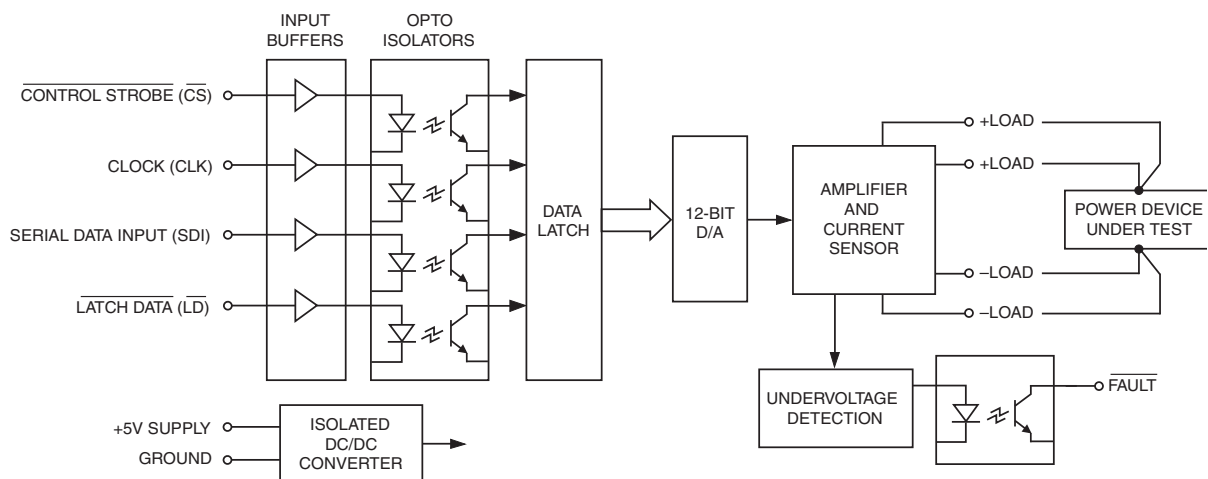 INPUT
BUFFERS
OPTO
ISOLATORS
CONTROL STROBE (CS)
CLOCK (CLK)
SERIAL DATA INPUT (SDI)
LATCH DATA (LD)
DATA
LATCH
12-BIT
D/A
AMPLIFIER
AND
CURRENT
SENSOR
+LOAD
+LOAD
–LOAD
–LOAD
POWER DEVICE
UNDER TEST
UNDERVOLTAGE
DETECTION
FAULT
+5V SUPPLY
GROUND
ISOLATED
DC/DC
CONVERTER